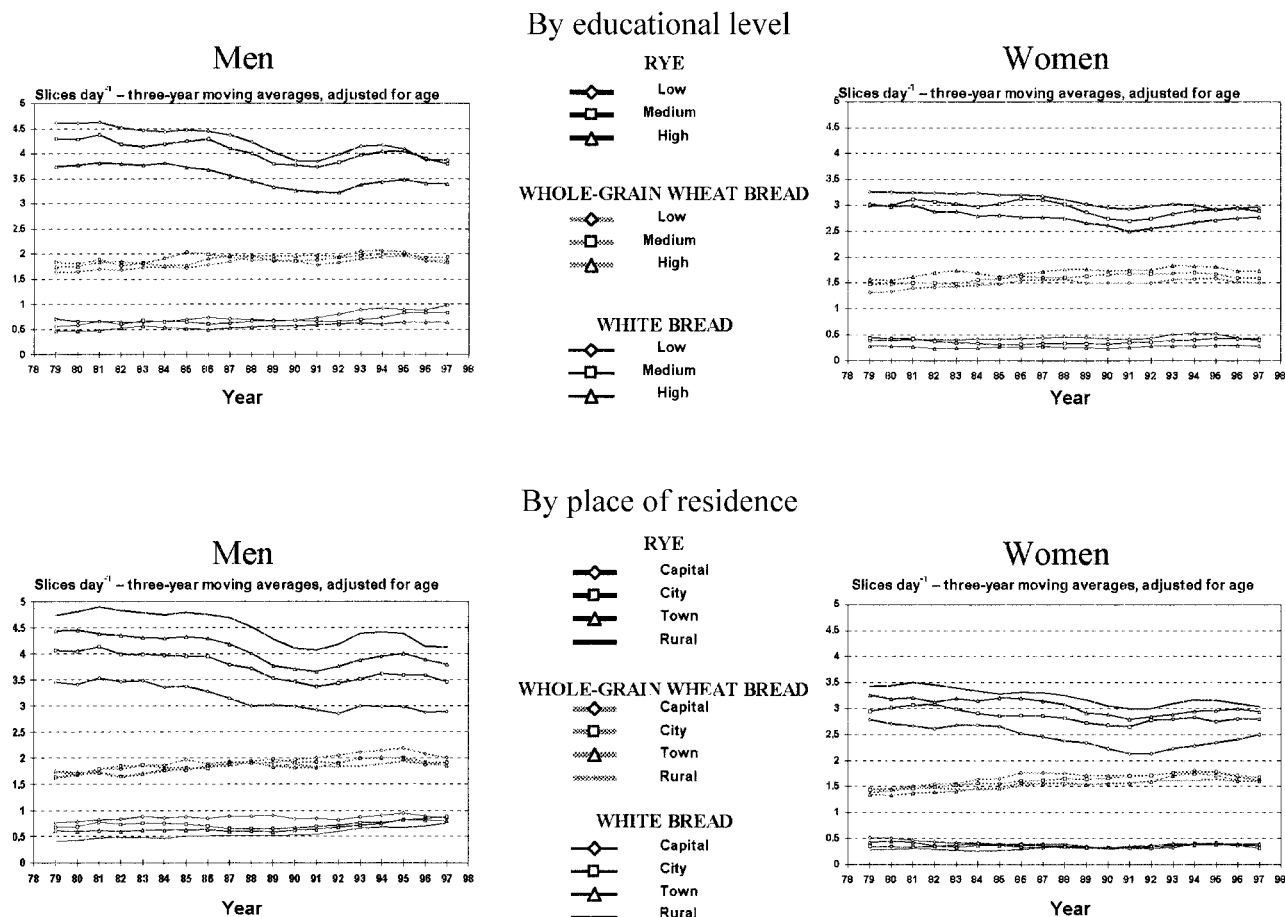 By educational level
Men
Women
RYE
Low
Medium
High
WHOLE-GRAIN WHEAT BREAD
Low
Medium
High
WHITE BREAD
Low
Medium
High
Slices day⁻¹ – three-year moving averages, adjusted for age
5
4.5
4
3.5
3
2.5
2
1.5
1
0.5
0
78 79 80 81 82 83 84 85 86 87 88 89 90 91 92 93 94 95 96 97 98
Year
Slices day⁻¹ – three-year moving averages, adjusted for age
5
4.5
4
3.5
3
2.5
2
1.5
1
0.5
0
78 79 80 81 82 83 84 85 86 87 88 89 90 91 92 93 94 95 96 97 98
Year
By place of residence
Men
Women
RYE
Capital
City
Town
Rural
WHOLE-GRAIN WHEAT BREAD
Capital
City
Town
Rural
WHITE BREAD
Capital
City
Town
Rural
Slices day⁻¹ – three-year moving averages, adjusted for age
5
4.5
4
3.5
3
2.5
2
1.5
1
0.5
0
78 79 80 81 82 83 84 85 86 87 88 89 90 91 92 93 94 95 96 97 98
Year
Slices day⁻¹ – three-year moving averages, adjusted for age
5
4.5
4
3.5
3
2.5
2
1.5
1
0.5
0
78 79 80 81 82 83 84 85 86 87 88 89 90 91 92 93 94 95 96 97 98
Year